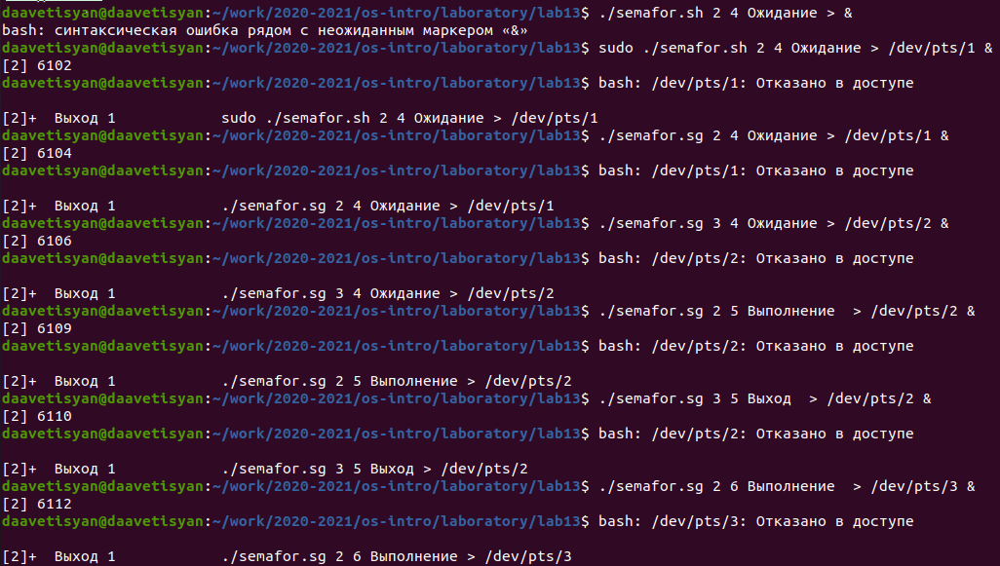 daavetisyan@daavetisyan:~/work/2020-2021/os-intro/laboratory/lab13$ ./semafor.sh 2 4 Ожидание > &
bash: синтаксическая ошибка рядом с неожиданным маркером «&»
daavetisyan@daavetisyan:~/work/2020-2021/os-intro/laboratory/lab13$ sudo ./semafor.sh 2 4 Ожидание > /dev/pts/1 &
[2] 6102
daavetisyan@daavetisyan:~/work/2020-2021/os-intro/laboratory/lab13$ bash: /dev/pts/1: Отказано в доступе
[2]+  Выход 1            sudo ./semafor.sh 2 4 Ожидание > /dev/pts/1
daavetisyan@daavetisyan:~/work/2020-2021/os-intro/laboratory/lab13$ ./semafor.sg 2 4 Ожидание > /dev/pts/1 &
[2] 6104
daavetisyan@daavetisyan:~/work/2020-2021/os-intro/laboratory/lab13$ bash: /dev/pts/1: Отказано в доступе
[2]+  Выход 1            ./semafor.sg 2 4 Ожидание > /dev/pts/1
daavetisyan@daavetisyan:~/work/2020-2021/os-intro/laboratory/lab13$ ./semafor.sg 3 4 Ожидание > /dev/pts/2 &
[2] 6106
daavetisyan@daavetisyan:~/work/2020-2021/os-intro/laboratory/lab13$ bash: /dev/pts/2: Отказано в доступе
[2]+  Выход 1            ./semafor.sg 3 4 Ожидание > /dev/pts/2
daavetisyan@daavetisyan:~/work/2020-2021/os-intro/laboratory/lab13$ ./semafor.sg 2 5 Выполнение  > /dev/pts/2 &
[2] 6109
daavetisyan@daavetisyan:~/work/2020-2021/os-intro/laboratory/lab13$ bash: /dev/pts/2: Отказано в доступе
[2]+  Выход 1            ./semafor.sg 2 5 Выполнение > /dev/pts/2
daavetisyan@daavetisyan:~/work/2020-2021/os-intro/laboratory/lab13$ ./semafor.sg 3 5 Выход  > /dev/pts/2 &
[2] 6110
daavetisyan@daavetisyan:~/work/2020-2021/os-intro/laboratory/lab13$ bash: /dev/pts/2: Отказано в доступе
[2]+  Выход 1            ./semafor.sg 3 5 Выход > /dev/pts/2
daavetisyan@daavetisyan:~/work/2020-2021/os-intro/laboratory/lab13$ ./semafor.sg 2 6 Выполнение  > /dev/pts/3 &
[2] 6112
daavetisyan@daavetisyan:~/work/2020-2021/os-intro/laboratory/lab13$ bash: /dev/pts/3: Отказано в доступе
[2]+  Выход 1            ./semafor.sg 2 6 Выполнение > /dev/pts/3